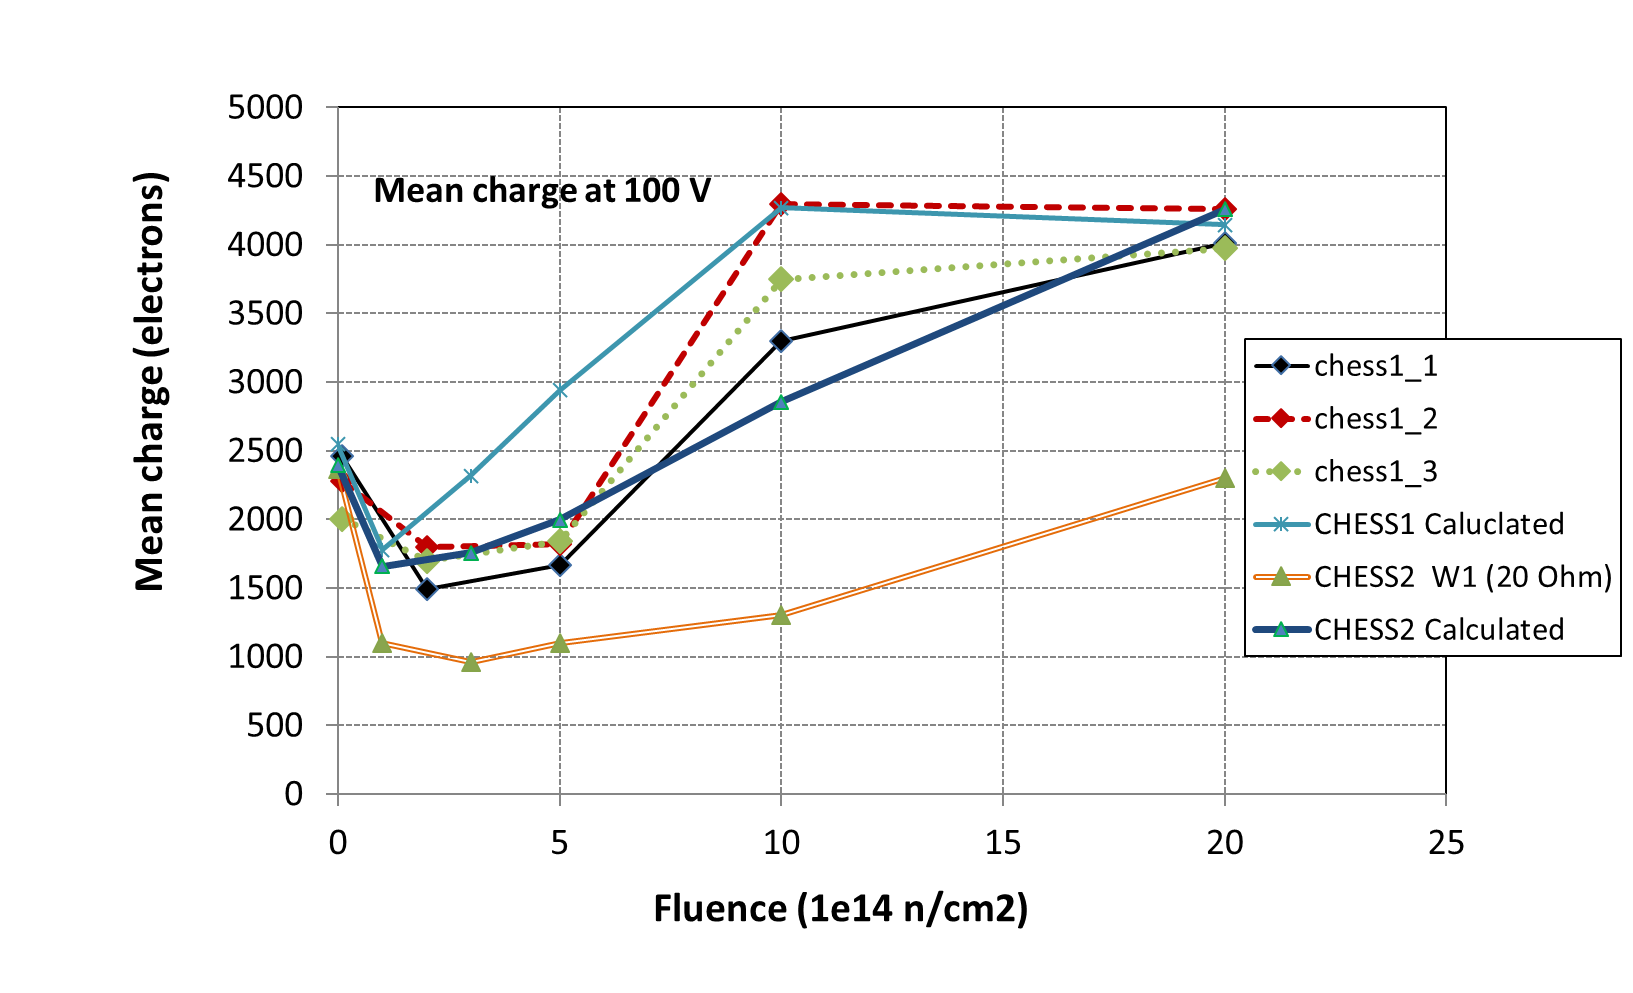 5000
4500
4000
3500
3000
2500
2000
1500
1000
500
0
Mean charge (electrons)
Mean charge at 100 V
chess1_1
chess1_2
chess1_3
CHESS1 Caluclated
CHESS2 W1 (20 Ohm)
CHESS2 Calculated
0 5 10 15 20 25
Fluence (1e14 n/cm2)